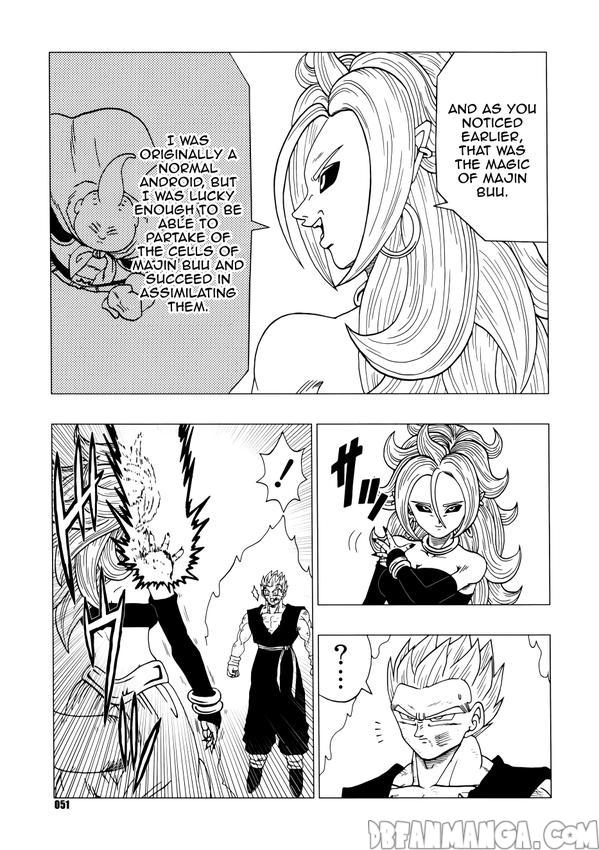 AND AS YOU
NOTICED
EARLIER,
THAT WAS
THE MAGIC
OF MAJIN
BUU.
I WAS
ORIGINALLY A
NORMAL
ANDROID, BUT
I WAS LUCKY
ENOUGH TO BE
ABLE TO
PARTAKE OF
THE CELLS OF
MAJIN BUU AND
SUCCEED IN
ASSIMILATING
THEM.
ガッ
!
?...
051
DBFANMANGA.COM